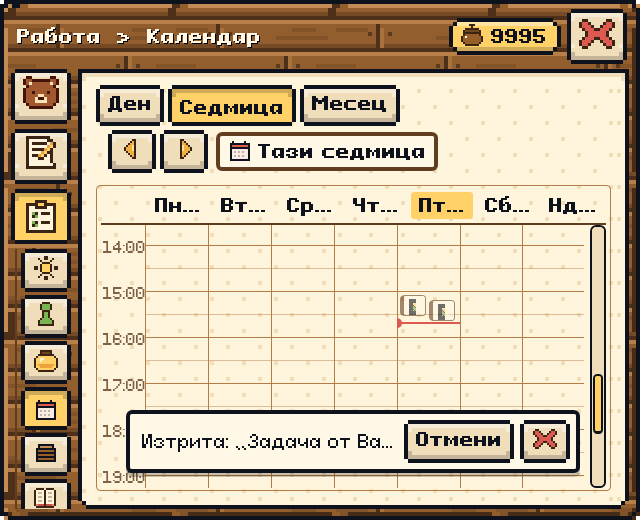 Работа > Календар
9995
Ден Седмица Месец
Тази седмица
Пн... Вт... Ср... Чт... Пт... Сб... Нд...
14:00
15:00
16:00
17:00
18:
Изтрита: „Задача от Ва... Отмени
19:00